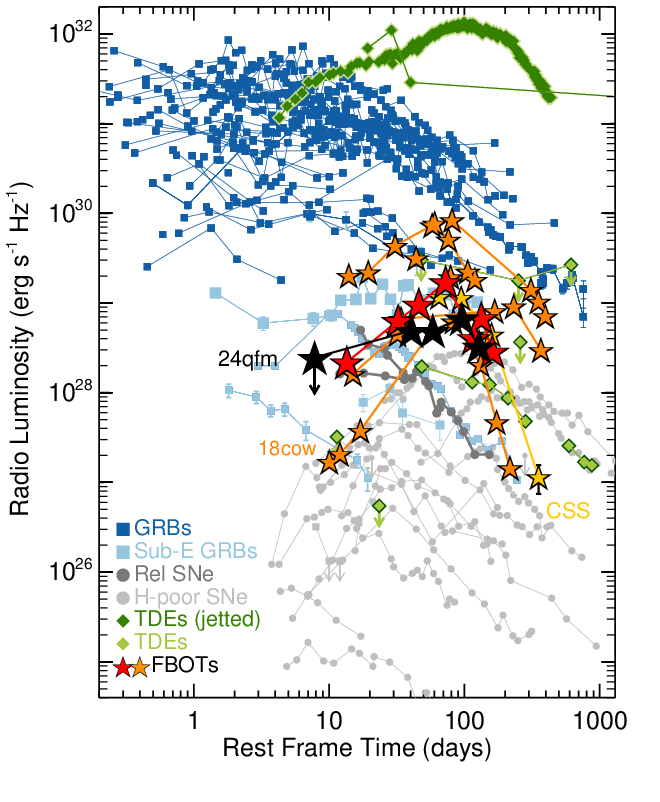 10^32
10^30
10^28
10^26
Radio Luminosity (erg s^-1 Hz^-1)
24qfm
18cow
CSS
GRBs
Sub-E GRBs
Rel SNe
H-poor SNe
TDEs (jetted)
TDEs
FBOTs
1 10 100 1000
Rest Frame Time (days)